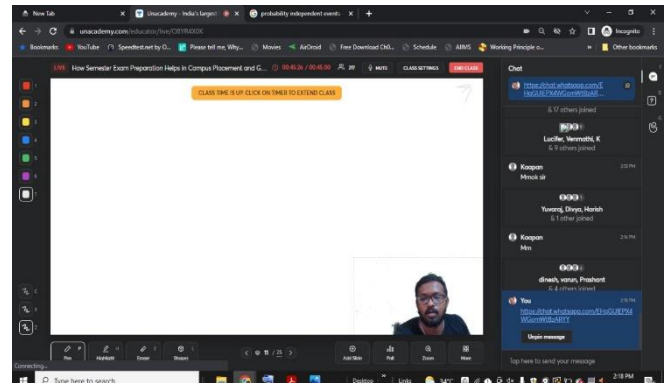 New Tab
Unacademy - India's largest
probability independent events
unacademy.com/educator/live/
Incognito
Bookmarks
YouTube
Speedtest.net by O...
Please tell me, Why...
Movies
AirDroid
Free Download Ch...
Schedule
AIIMS
Working Principle o...
Other bookmarks
LIVE
How Semester Exam Preparation Helps in Campus Placement and G...
00:45:26 / 00:45:00
MUTE
CLASS SETTINGS
END CLASS
CLASS TIME IS UP. CLICK ON TIMER TO EXTEND CLASS
Pen
Highlight
Eraser
Shapes
11 / 25
Add Slide
Poll
Zoom
More
Connecting...
Chat
& 17 others joined
Lucifer, Venmathi, K
& 9 others joined
Kaapan
Mmok sir
Yuvaraj, Divya, Harish
& 1 other joined
Kaapan
Mm
dinesh, varun, Prashant
& 4 others joined
You
Unpin message
Tap here to send your message
Type here to search
Desktop
Links
34°C
2:18 PM